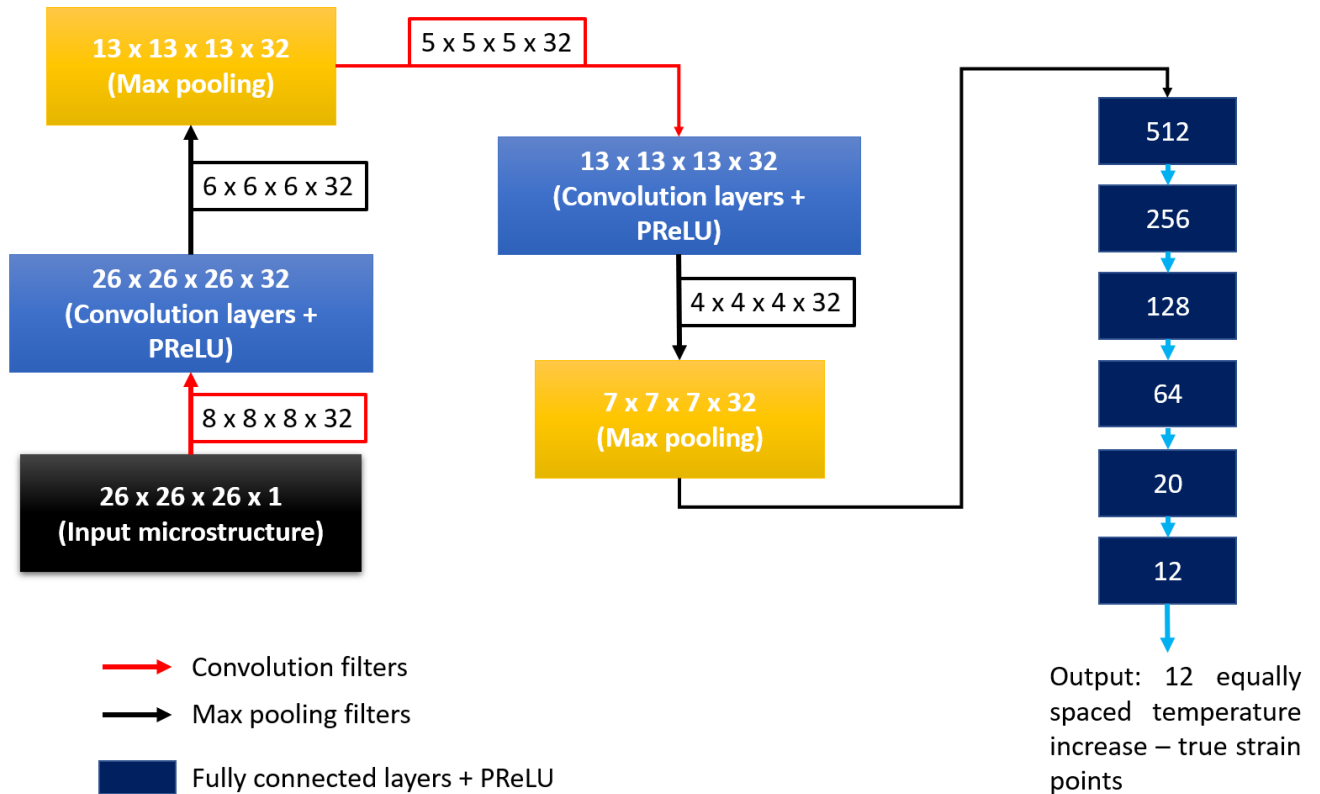 13 x 13 x 13 x 32
(Max pooling)
5 x 5 x 5 x 32
6 x 6 x 6 x 32
26 x 26 x 26 x 32
(Convolution layers +
PReLU)
8 x 8 x 8 x 32
26 x 26 x 26 x 1
(Input microstructure)
13 x 13 x 13 x 32
(Convolution layers +
PReLU)
4 x 4 x 4 x 32
7 x 7 x 7 x 32
(Max pooling)
512
256
128
64
20
12
Output: 12 equally
spaced temperature
increase – true strain
points
Convolution filters
Max pooling filters
Fully connected layers + PReLU